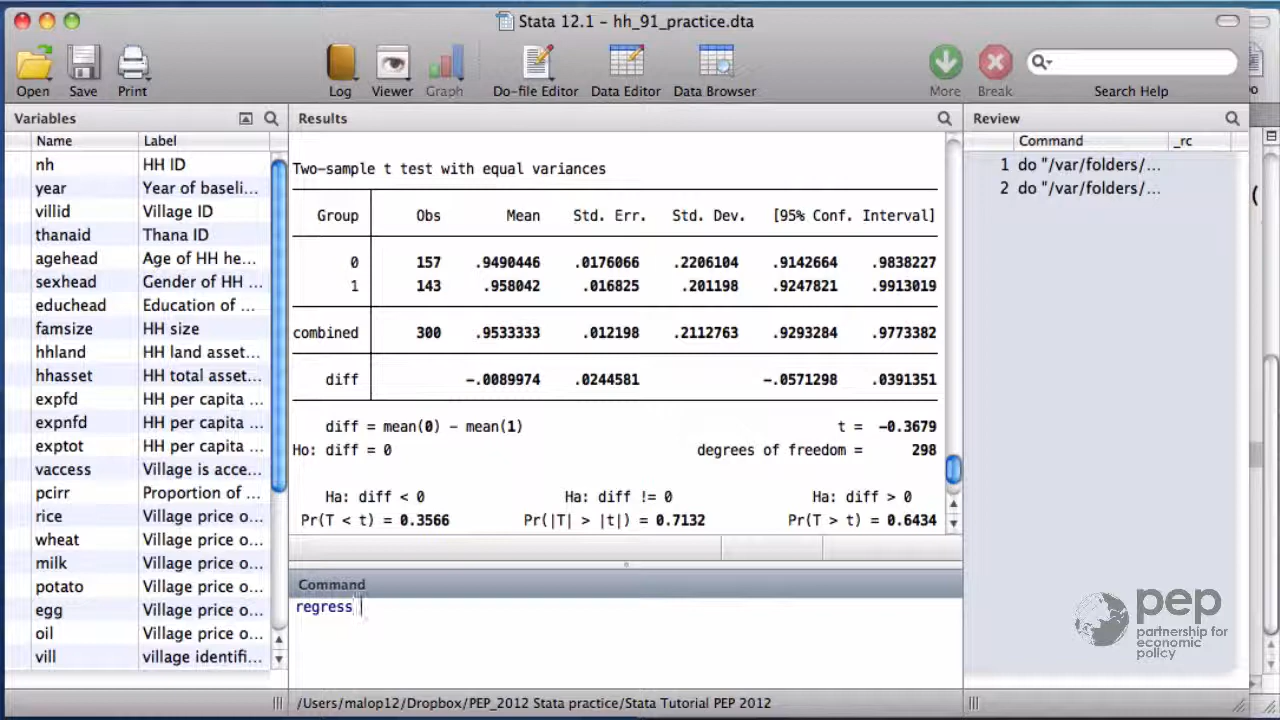 Stata 12.1 – hh_91_practice.dta
Open Save Print Log Viewer Graph Do-file Editor Data Editor Data Browser More Break Search Help
Variables
Name Label
nh HH ID
year Year of baseli...
villid Village ID
thanaid Thana ID
agehead Age of HH he...
sexhead Gender of HH ...
educhead Education of ...
famsize HH size
hhland HH land asset...
hhasset HH total asset...
expfd HH per capita ...
expnfd HH per capita ...
exptot HH per capita ...
vaccess Village is acce...
pcirr Proportion of ...
rice Village price o...
wheat Village price o...
milk Village price o...
potato Village price o...
egg Village price o...
oil Village price o...
vill village identifi...
Results
Two-sample t test with equal variances
Group Obs Mean Std. Err. Std. Dev. [95% Conf. Interval]
0 157 .9490446 .0176066 .2206104 .9142664 .9838227
1 143 .958042 .016825 .201198 .9247821 .9913019
combined 300 .9533333 .012198 .2112763 .9293284 .9773382
diff -.0089974 .0244581 -.0571298 .0391351
diff = mean(0) - mean(1) t = -0.3679
Ho: diff = 0 degrees of freedom = 298
Ha: diff < 0 Ha: diff != 0 Ha: diff > 0
Pr(T < t) = 0.3566 Pr(|T| > |t|) = 0.7132 Pr(T > t) = 0.6434
Command
regress
/Users/malop12/Dropbox/PEP_2012 Stata practice/Stata Tutorial PEP 2012
Review
Command _rc
1 do "/var/folders/...
2 do "/var/folders/...
pep
partnership for
economic
policy